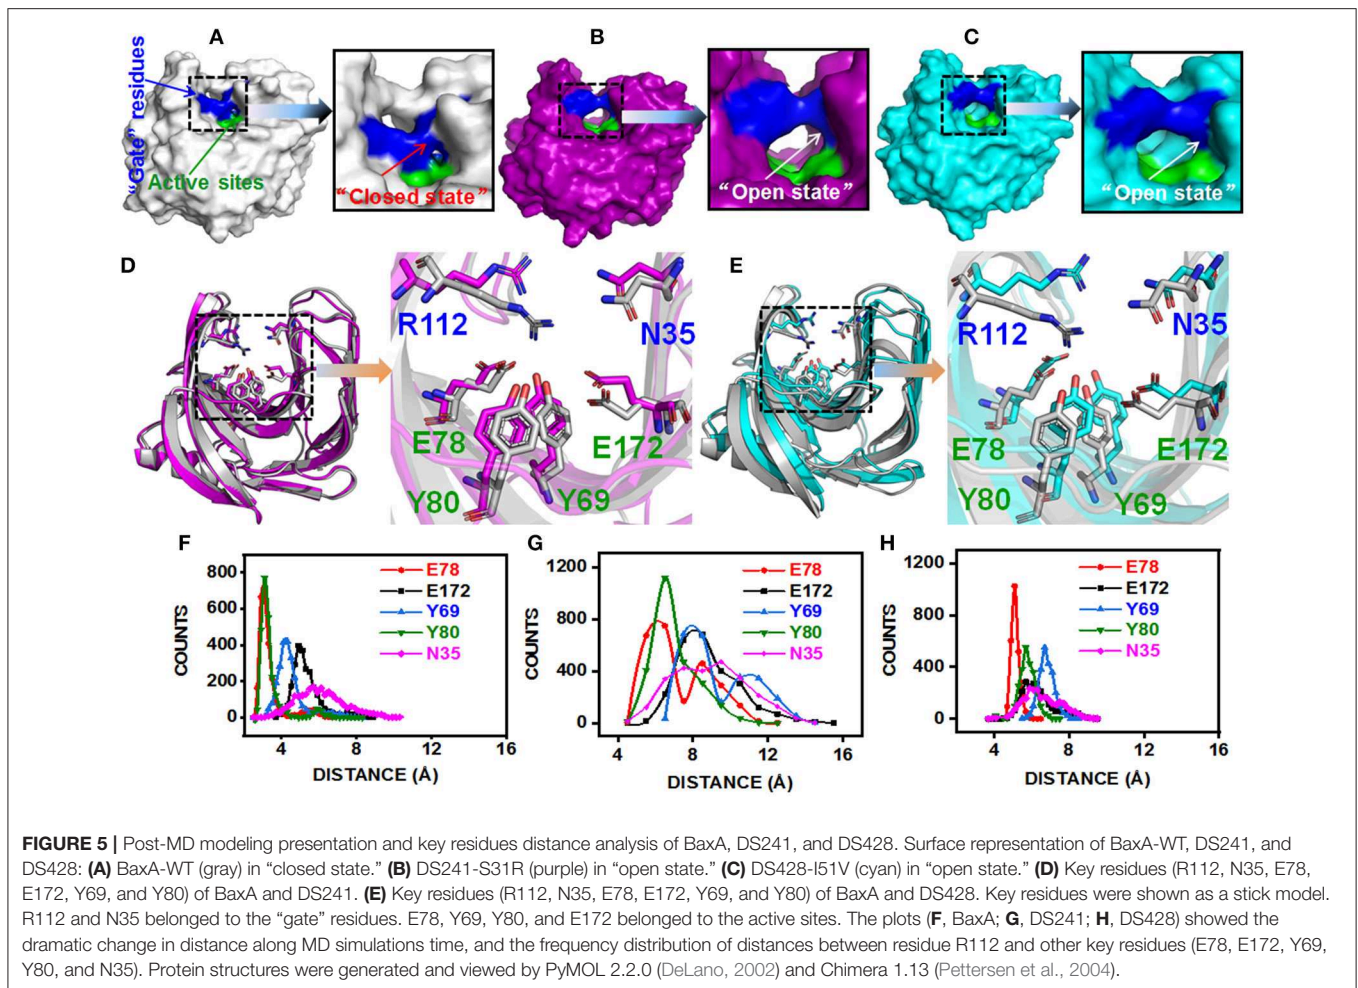 A
B
C
"Gate" residues
Active sites
"Closed state"
"Open state"
"Open state"
D
E
R112
N35
E78
E172
Y80
Y69
R112
N35
E78
E172
Y80
Y69
F
G
H
COUNTS
800
600
400
200
0
E78
E172
Y69
Y80
N35
4 8 12 16
DISTANCE (Å)
COUNTS
1200
800
400
0
E78
E172
Y69
Y80
N35
4 8 12 16
DISTANCE (Å)
COUNTS
1200
800
400
0
E78
E172
Y69
Y80
N35
4 8 12 16
DISTANCE (Å)
FIGURE 5 | Post-MD modeling presentation and key residues distance analysis of BaxA, DS241, and DS428. Surface representation of BaxA-WT, DS241, and
DS428: (A) BaxA-WT (gray) in “closed state.” (B) DS241-S31R (purple) in “open state.” (C) DS428-I51V (cyan) in “open state.” (D) Key residues (R112, N35, E78,
E172, Y69, and Y80) of BaxA and DS241. (E) Key residues (R112, N35, E78, E172, Y69, and Y80) of BaxA and DS428. Key residues were shown as a stick model.
R112 and N35 belonged to the “gate” residues. E78, Y69, Y80, and E172 belonged to the active sites. The plots (F, BaxA; G, DS241; H, DS428) showed the
dramatic change in distance along MD simulations time, and the frequency distribution of distances between residue R112 and other key residues (E78, E172, Y69,
Y80, and N35). Protein structures were generated and viewed by PyMOL 2.2.0 (DeLano, 2002) and Chimera 1.13 (Pettersen et al., 2004).